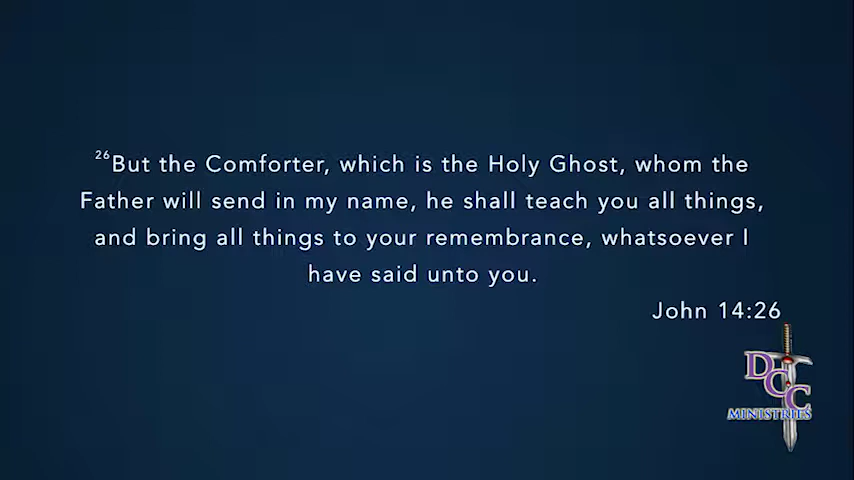 26But the Comforter, which is the Holy Ghost, whom the
Father will send in my name, he shall teach you all things,
and bring all things to your remembrance, whatsoever I
have said unto you.
John 14:26
DCC
MINISTRIES